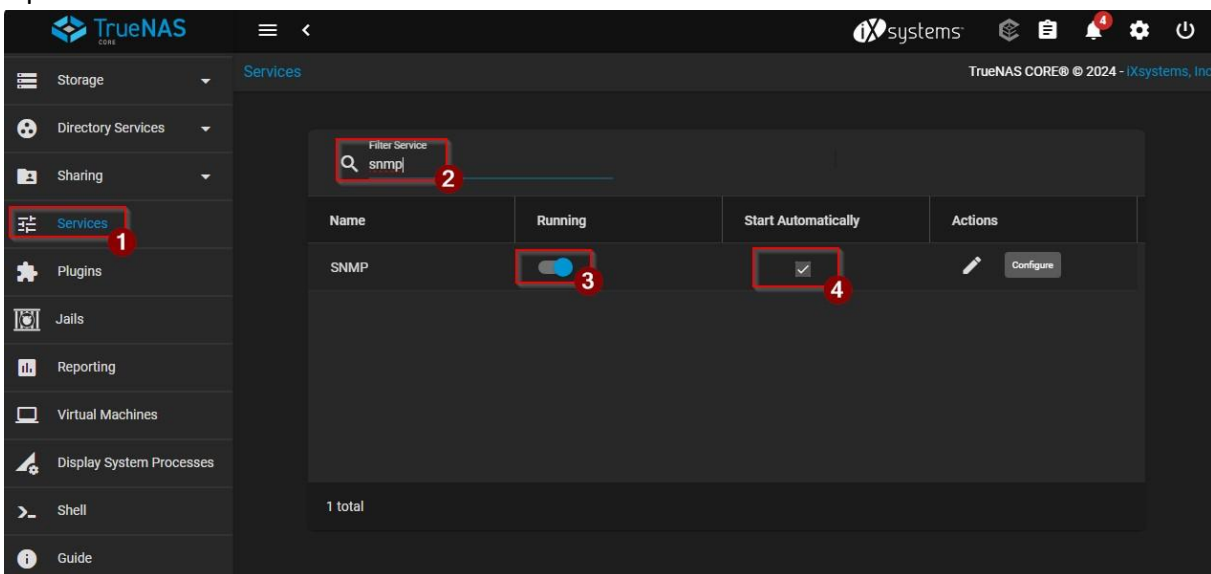 TrueNAS
CORE
iXsystems
4
Storage
Services
TrueNAS CORE® © 2024 - iXsystems, Inc
Directory Services
Filter Service
snmp
2
Sharing
Services
1
Name Running Start Automatically Actions
SNMP
3
4
Configure
Plugins
Jails
Reporting
Virtual Machines
Display System Processes
Shell
1 total
Guide